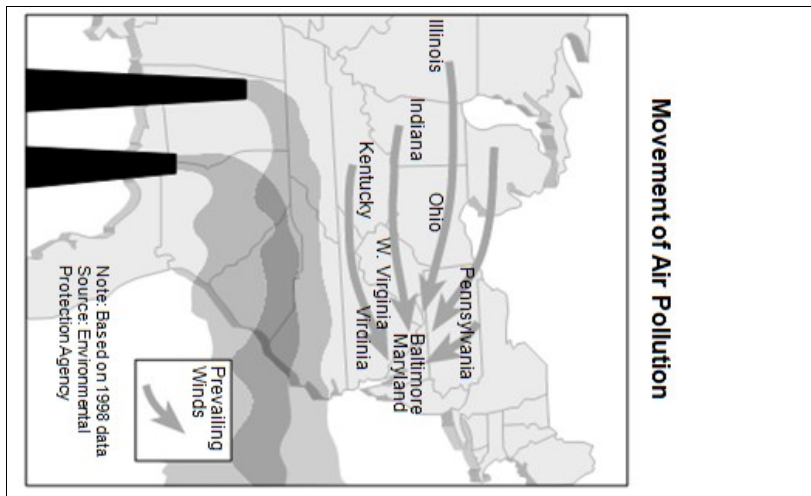 Movement of Air Pollution
Pennsylvania
Illinois
Ohio
Indiana
Baltimore
Maryland
W. Virginia
Kentucky
Virdinia
Prevailing
Winds
Note: Based on 1998 data
Source: Environmental
Protection Agency